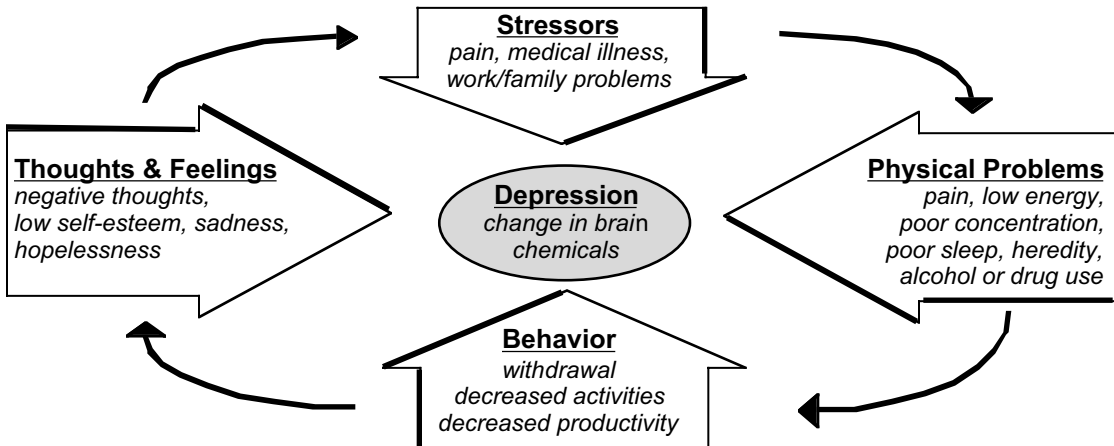 Stressors
pain, medical illness,
work/family problems
Thoughts & Feelings
negative thoughts,
low self-esteem, sadness,
hopelessness
Depression
change in brain
chemicals
Physical Problems
pain, low energy,
poor concentration,
poor sleep, heredity,
alcohol or drug use
Behavior
withdrawal
decreased activities
decreased productivity